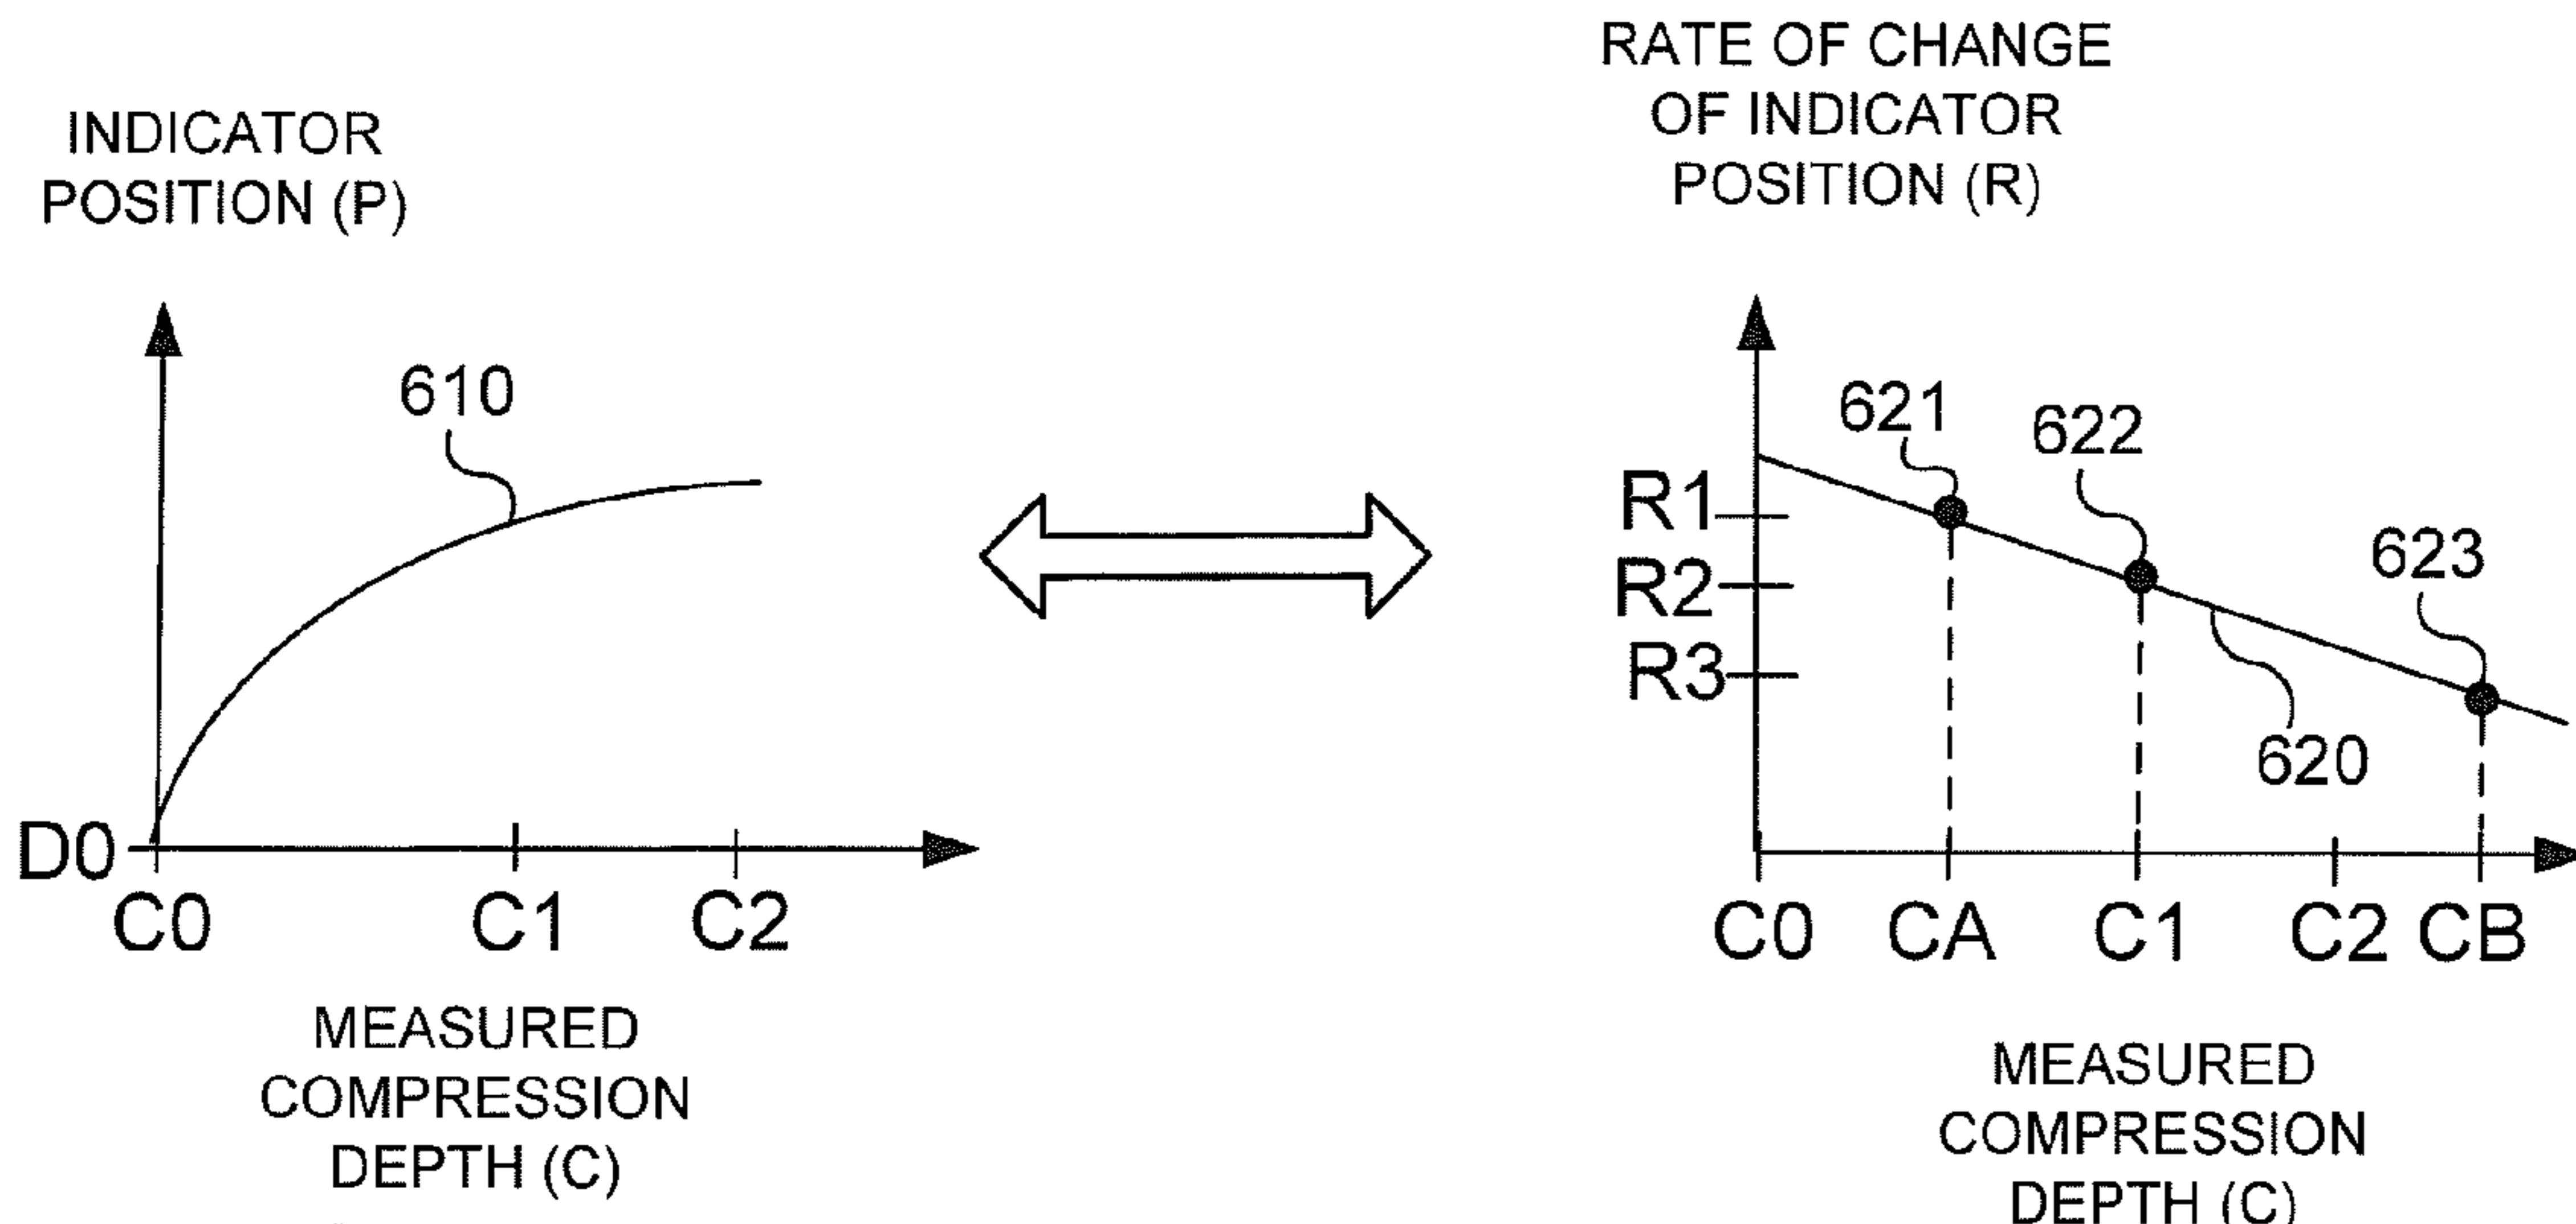 INDICATOR
POSITION (P)
610
D0
C0 C1 C2
MEASURED
COMPRESSION
DEPTH (C)
RATE OF CHANGE
OF INDICATOR
POSITION (R)
621
622
623
R1
R2
R3
620
C0 CA C1 C2 CB
MEASURED
COMPRESSION
DEPTH (C)